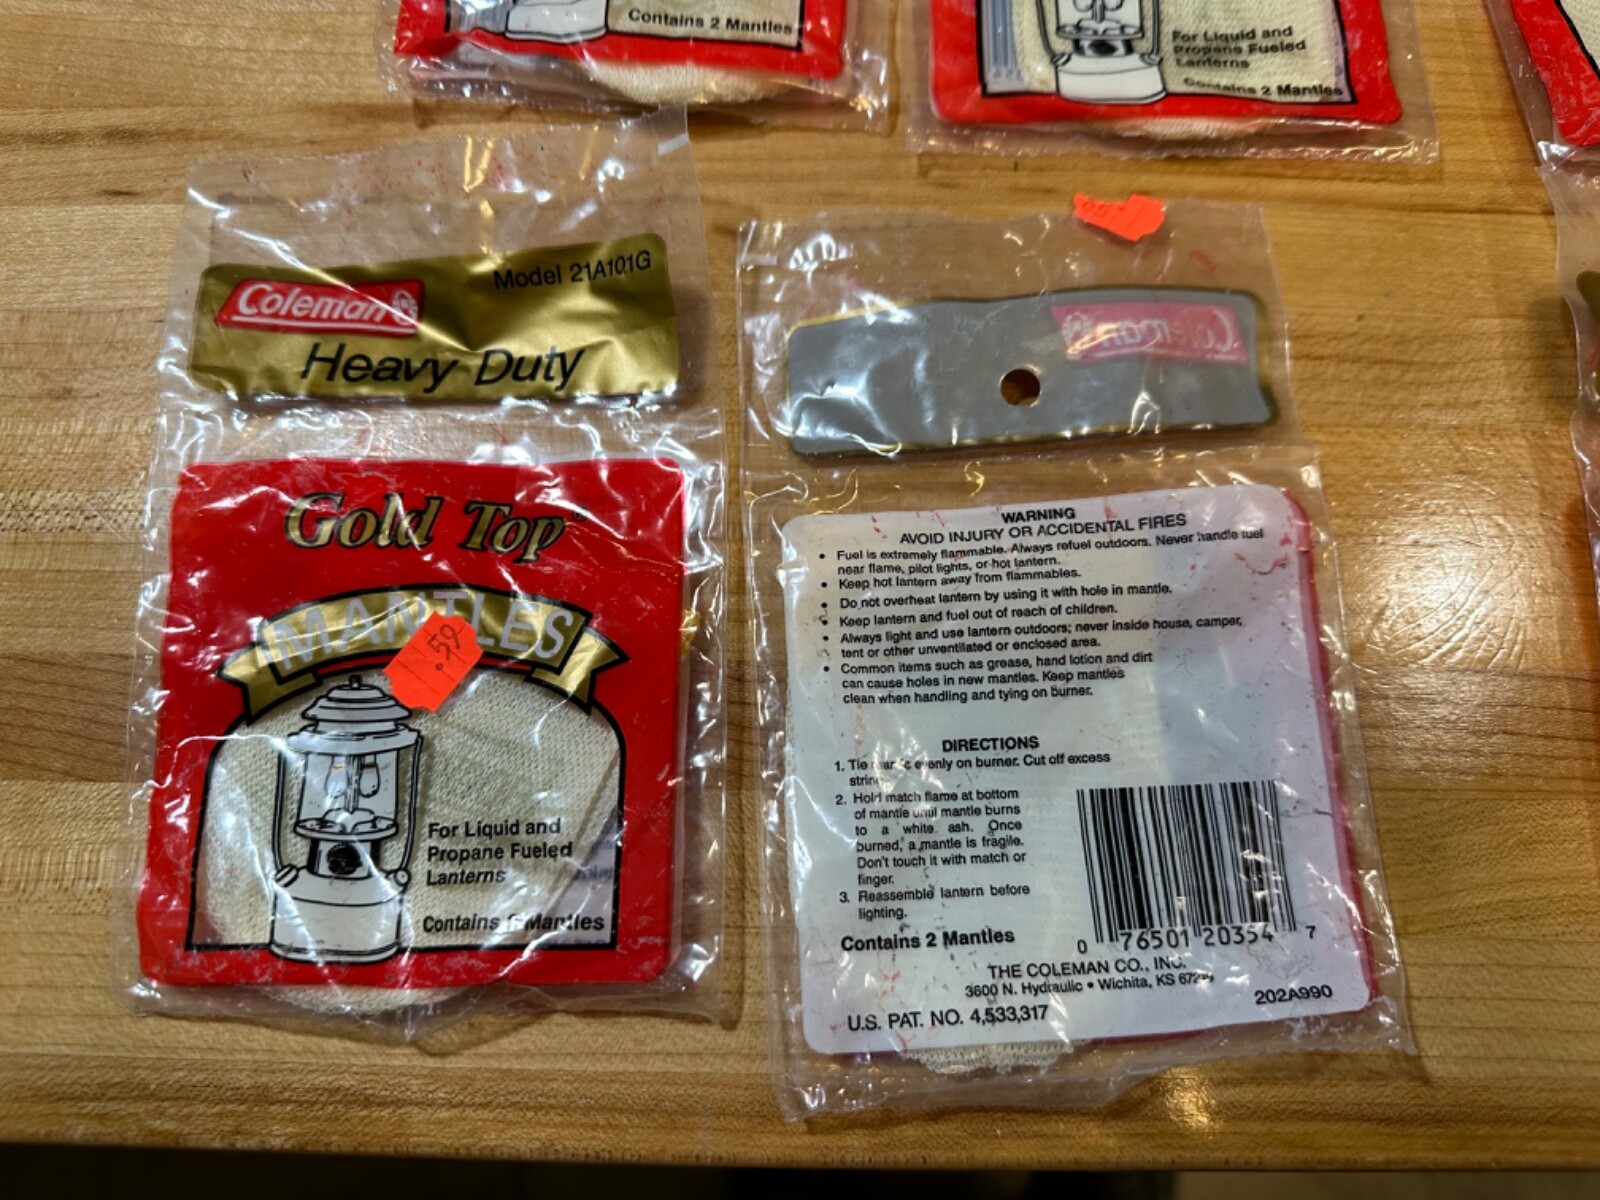 Contains 2 Mantles
For Liquid and
Propane Fueled
Lanterns
Contains 2 Mantles
Coleman
Model 21A101G
Heavy Duty
Gold Top®
MANTLES
.59
For Liquid and
Propane Fueled
Lanterns
Contains 2 Mantles
Coleman
WARNING
AVOID INJURY OR ACCIDENTAL FIRES
• Fuel is extremely flammable. Always refuel outdoors. Never handle fuel
near flame, pilot lights, or hot lantern.
• Keep hot lantern away from flammables.
• Do not overheat lantern by using it with hole in mantle.
• Keep lantern and fuel out of reach of children.
• Always light and use lantern outdoors; never inside house, camper,
tent or other unventilated or enclosed area.
• Common items such as grease, hand lotion and dirt
can cause holes in new mantles. Keep mantles
clean when handling and tying on burner.
DIRECTIONS
1. Tie mantle evenly on burner. Cut off excess
string.
2. Hold match flame at bottom
of mantle until mantle burns
to a white ash. Once
burned, a mantle is fragile.
Don't touch it with match or
finger.
3. Reassemble lantern before
lighting.
Contains 2 Mantles
0 76501 20354 7
THE COLEMAN CO., INC.
3600 N. Hydraulic • Wichita, KS
202A990
U.S. PAT. NO. 4,533,317